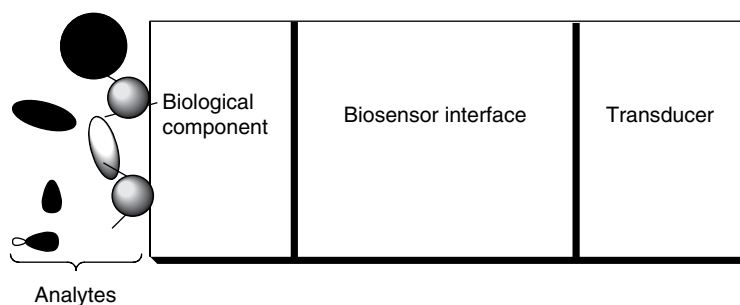 Biological
component
Biosensor interface
Transducer
Analytes